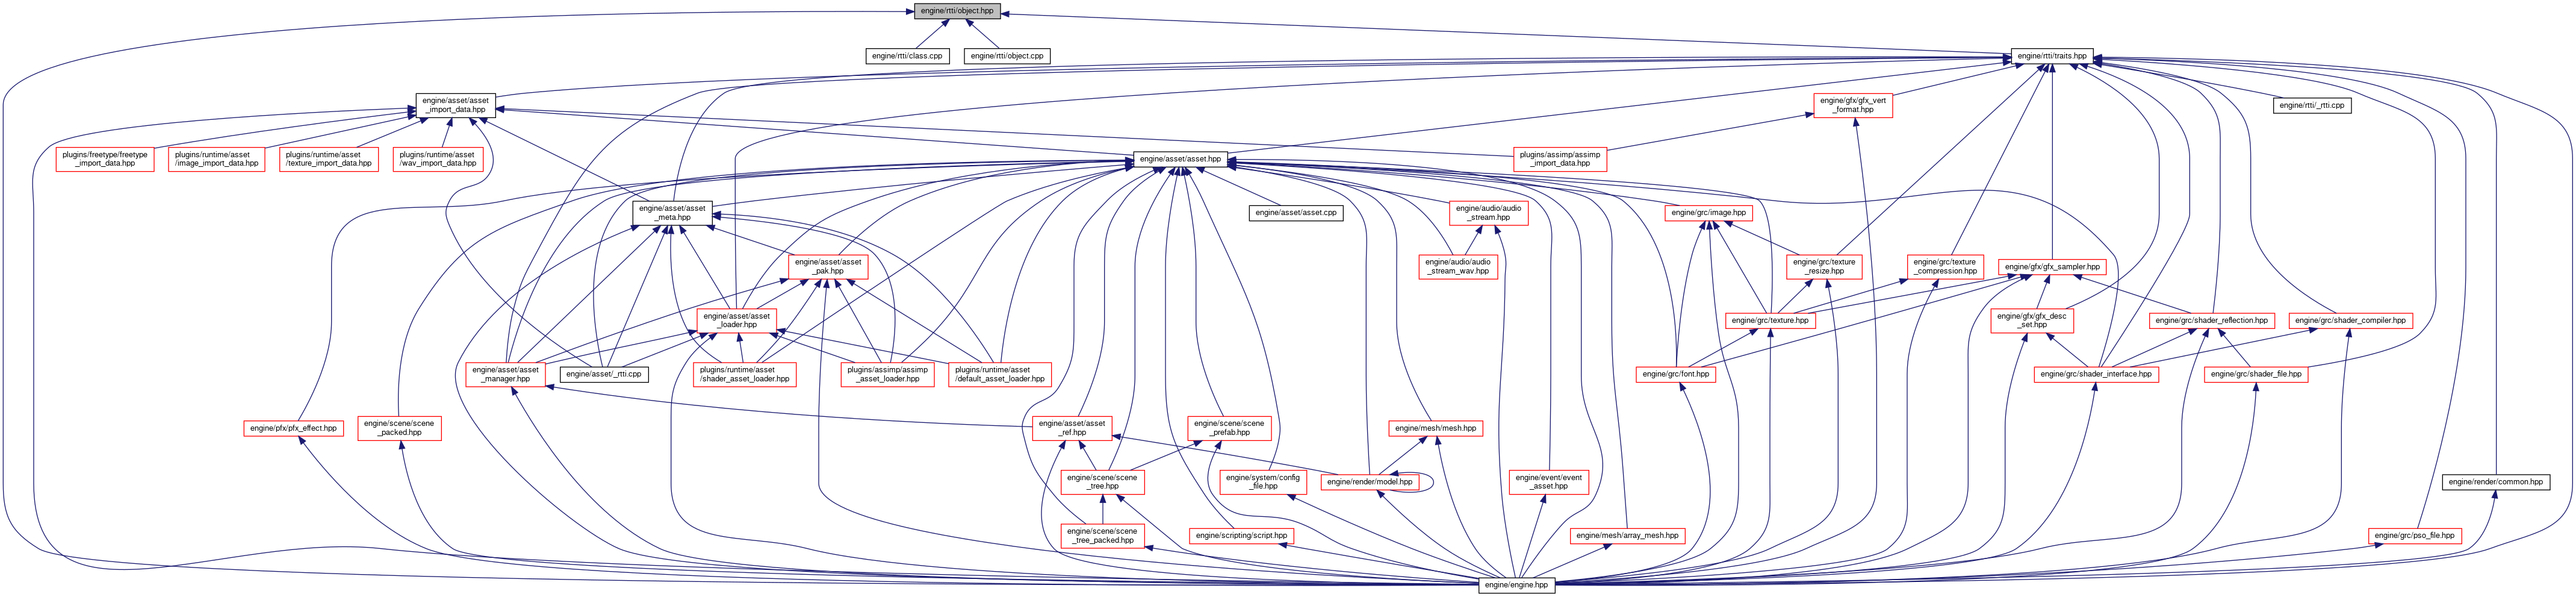 engine/rtti/object.hpp
engine/rtti/class.cpp
engine/rtti/object.cpp
engine/rtti/traits.hpp
engine/asset/asset
_import_data.hpp
engine/gfx/gfx_vert
_format.hpp
engine/rtti/_rtti.cpp
plugins/freetype/freetype
_import_data.hpp
plugins/runtime/asset
/image_import_data.hpp
plugins/runtime/asset
/texture_import_data.hpp
plugins/runtime/asset
/wav_import_data.hpp
engine/asset/asset.hpp
plugins/assimp/assimp
_import_data.hpp
engine/asset/asset
_meta.hpp
engine/asset/asset.cpp
engine/audio/audio
_stream.hpp
engine/grc/image.hpp
engine/asset/asset
_pak.hpp
engine/audio/audio
_stream_wav.hpp
engine/grc/texture
_resize.hpp
engine/grc/texture
_compression.hpp
engine/gfx/gfx_sampler.hpp
engine/asset/asset
_loader.hpp
engine/grc/texture.hpp
engine/gfx/gfx_desc
_set.hpp
engine/grc/shader_reflection.hpp
engine/grc/shader_compiler.hpp
engine/asset/asset
_manager.hpp
engine/asset/_rtti.cpp
plugins/runtime/asset
/shader_asset_loader.hpp
plugins/assimp/assimp
_asset_loader.hpp
plugins/runtime/asset
/default_asset_loader.hpp
engine/grc/font.hpp
engine/grc/shader_interface.hpp
engine/grc/shader_file.hpp
engine/pfx/pfx_effect.hpp
engine/scene/scene
_packed.hpp
engine/asset/asset
_ref.hpp
engine/scene/scene
_prefab.hpp
engine/mesh/mesh.hpp
engine/scene/scene
_tree.hpp
engine/system/config
_file.hpp
engine/render/model.hpp
engine/event/event
_asset.hpp
engine/render/common.hpp
engine/scene/scene
_tree_packed.hpp
engine/scripting/script.hpp
engine/mesh/array_mesh.hpp
engine/grc/pso_file.hpp
engine/engine.hpp